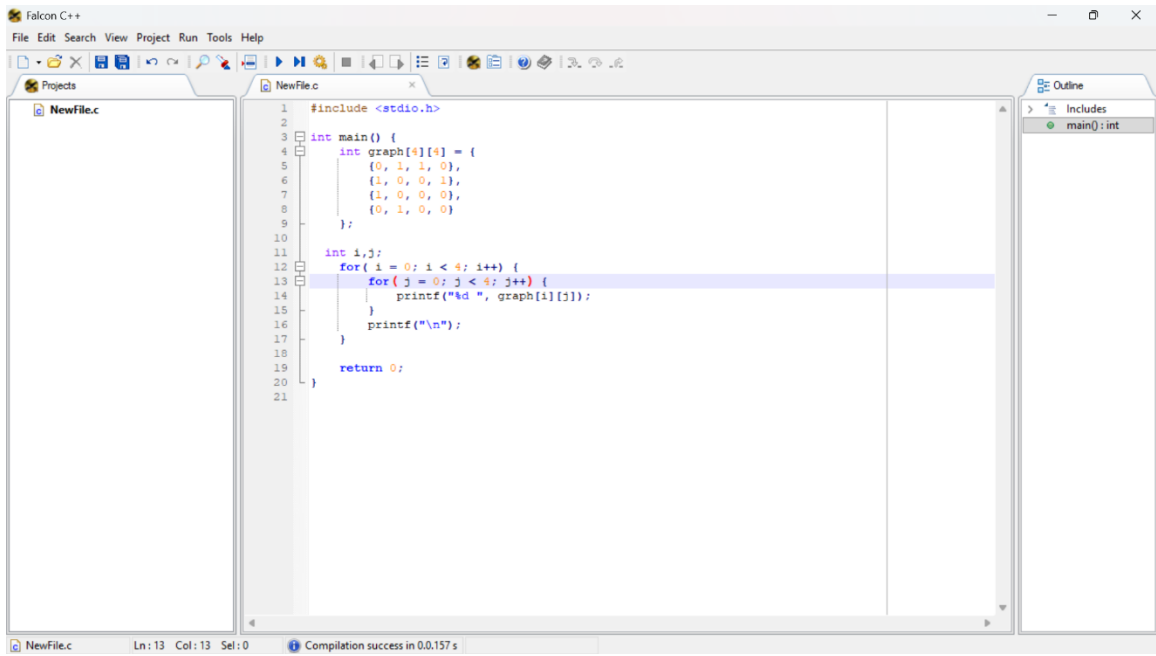 Falcon C++
File Edit Search View Project Run Tools Help
Projects
NewFile.c
NewFile.c
1 #include <stdio.h>
2
3 int main() {
4 int graph[4][4] = {
5 {0, 1, 1, 0},
6 {1, 0, 0, 1},
7 {1, 0, 0, 0},
8 {0, 1, 0, 0}
9 };
10
11 int i,j;
12 for( i = 0; i < 4; i++) {
13 for( j = 0; j < 4; j++) {
14 printf("%d ", graph[i][j]);
15 }
16 printf("\n");
17 }
18
19 return 0;
20 }
21
Outline
Includes
main() : int
NewFile.c Ln : 13 Col : 13 Sel : 0 Compilation success in 0.0.157 s